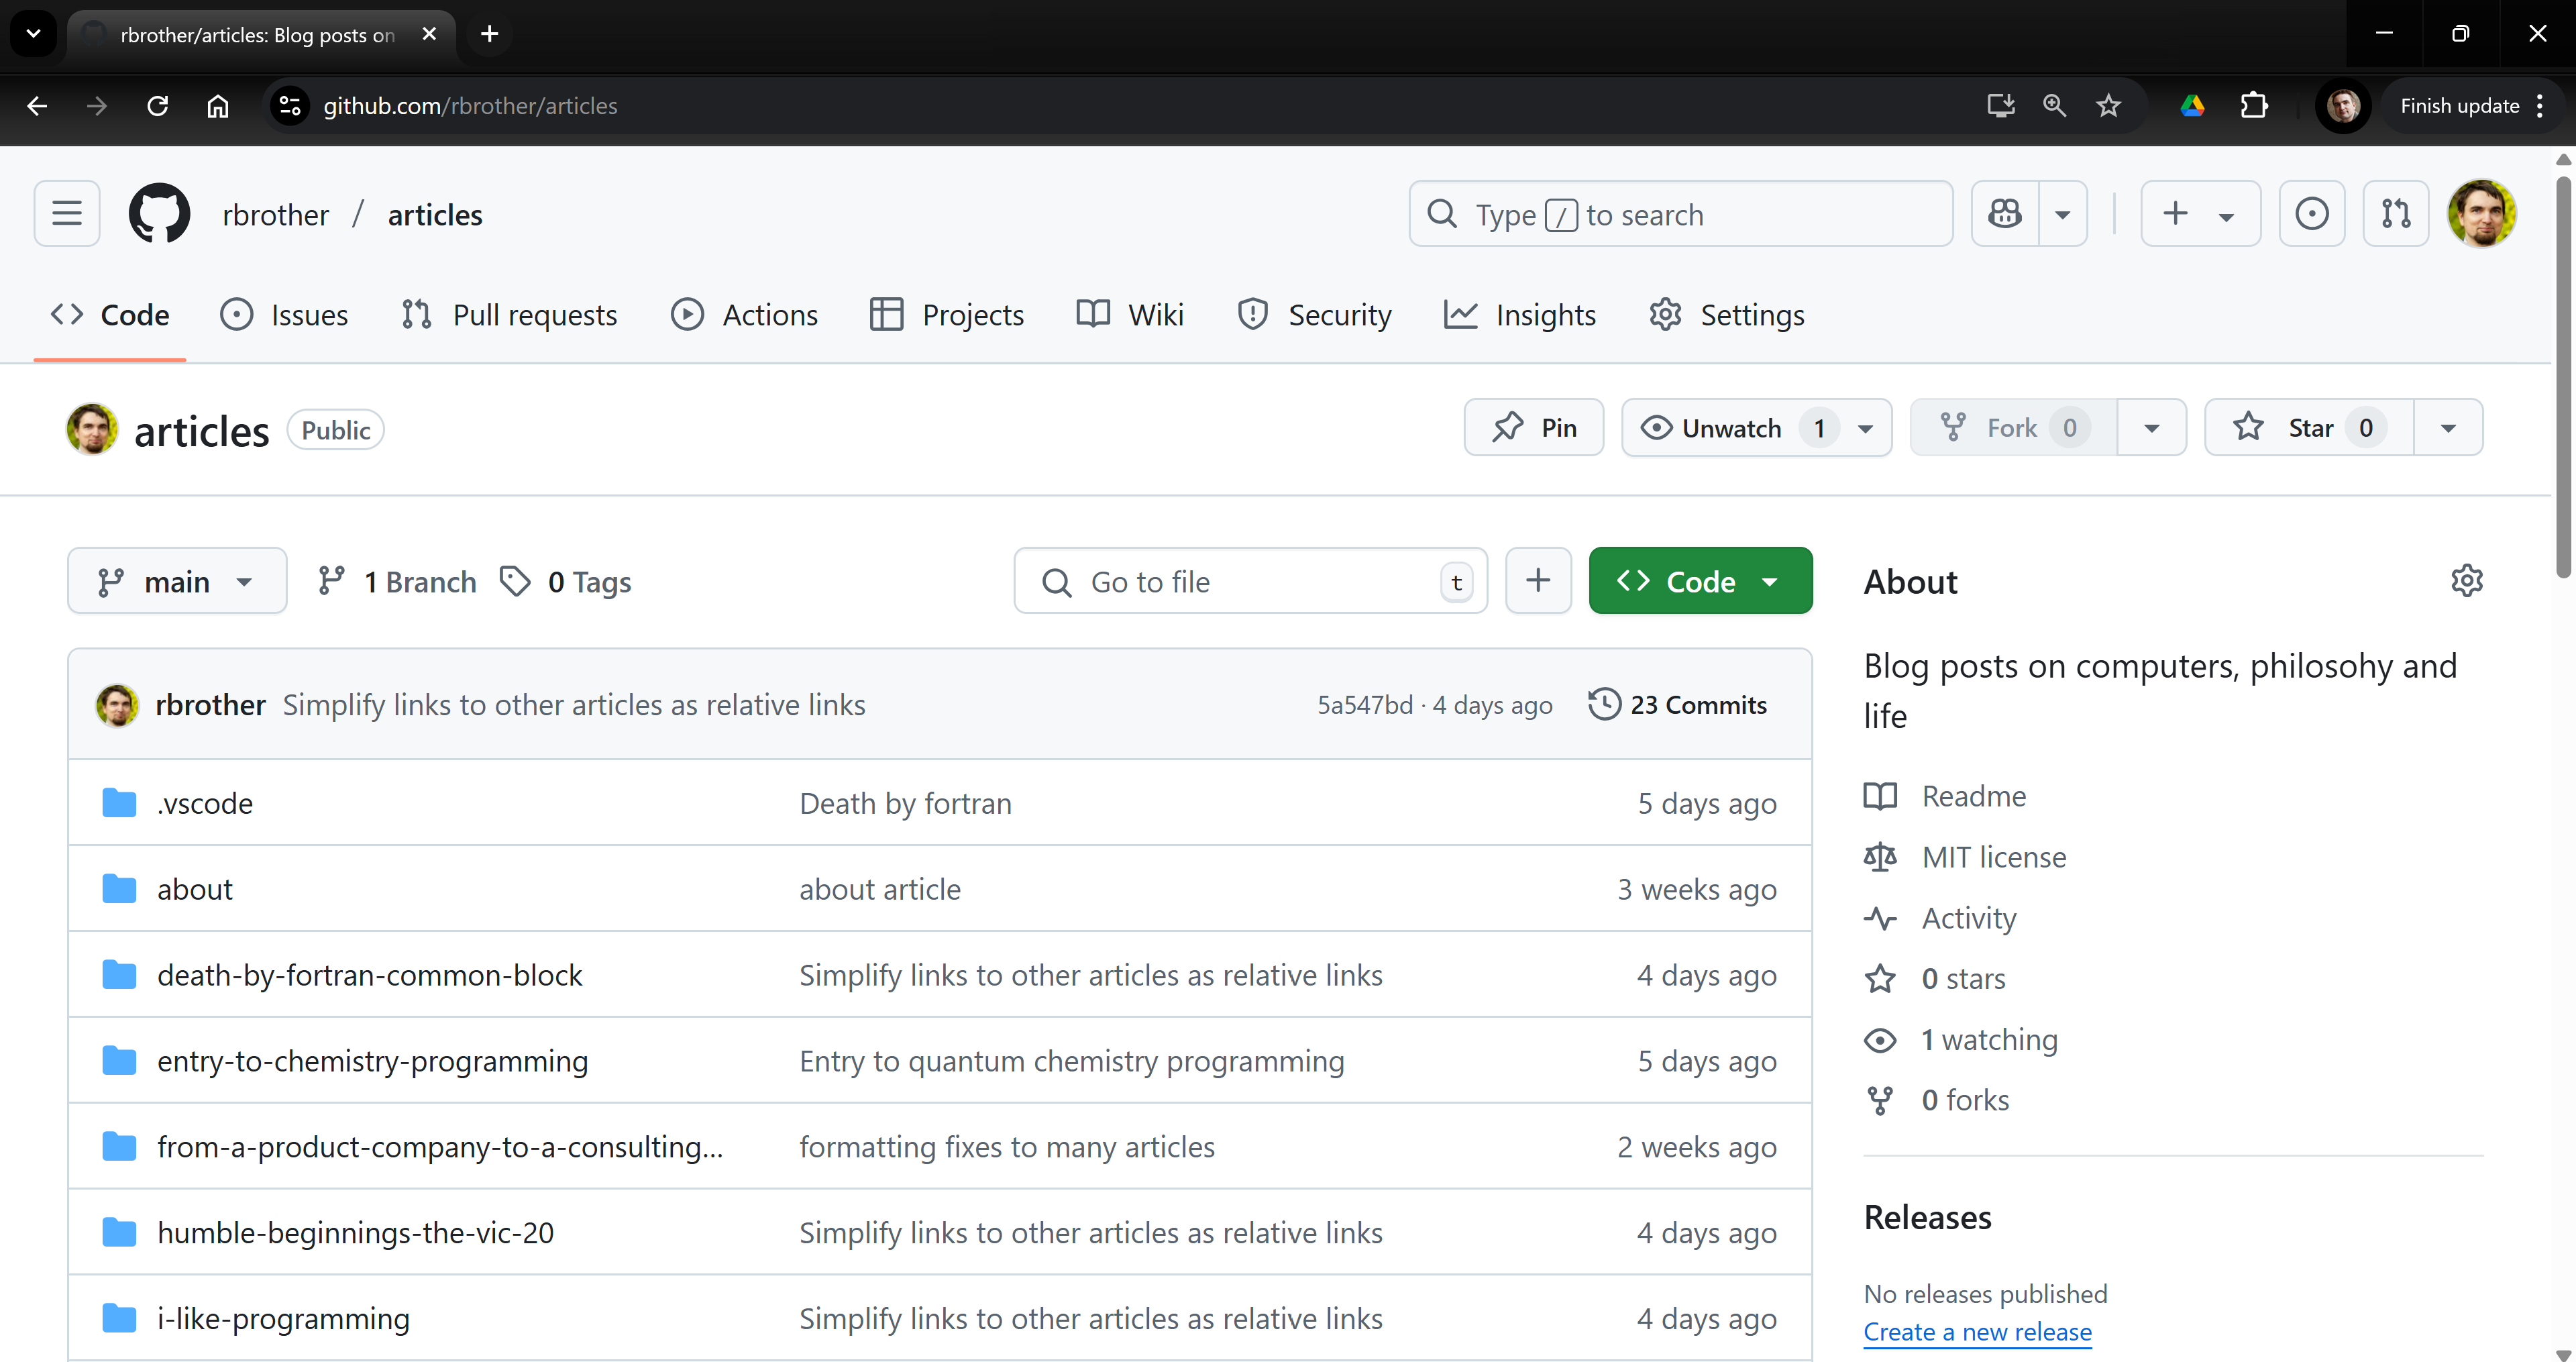 rbrother/articles: Blog posts on
github.com/rbrother/articles
Finish update
rbrother / articles
Type / to search
Code Issues Pull requests Actions Projects Wiki Security Insights Settings
articles Public
Pin Unwatch 1 Fork 0 Star 0
main 1 Branch 0 Tags Go to file t Code
About
Blog posts on computers, philosohy and
life
rbrother Simplify links to other articles as relative links 5a547bd · 4 days ago 23 Commits
.vscode Death by fortran 5 days ago
about about article 3 weeks ago
death-by-fortran-common-block Simplify links to other articles as relative links 4 days ago
entry-to-chemistry-programming Entry to quantum chemistry programming 5 days ago
from-a-product-company-to-a-consulting... formatting fixes to many articles 2 weeks ago
humble-beginnings-the-vic-20 Simplify links to other articles as relative links 4 days ago
i-like-programming Simplify links to other articles as relative links 4 days ago
Readme
MIT license
Activity
0 stars
1 watching
0 forks
Releases
No releases published
Create a new release